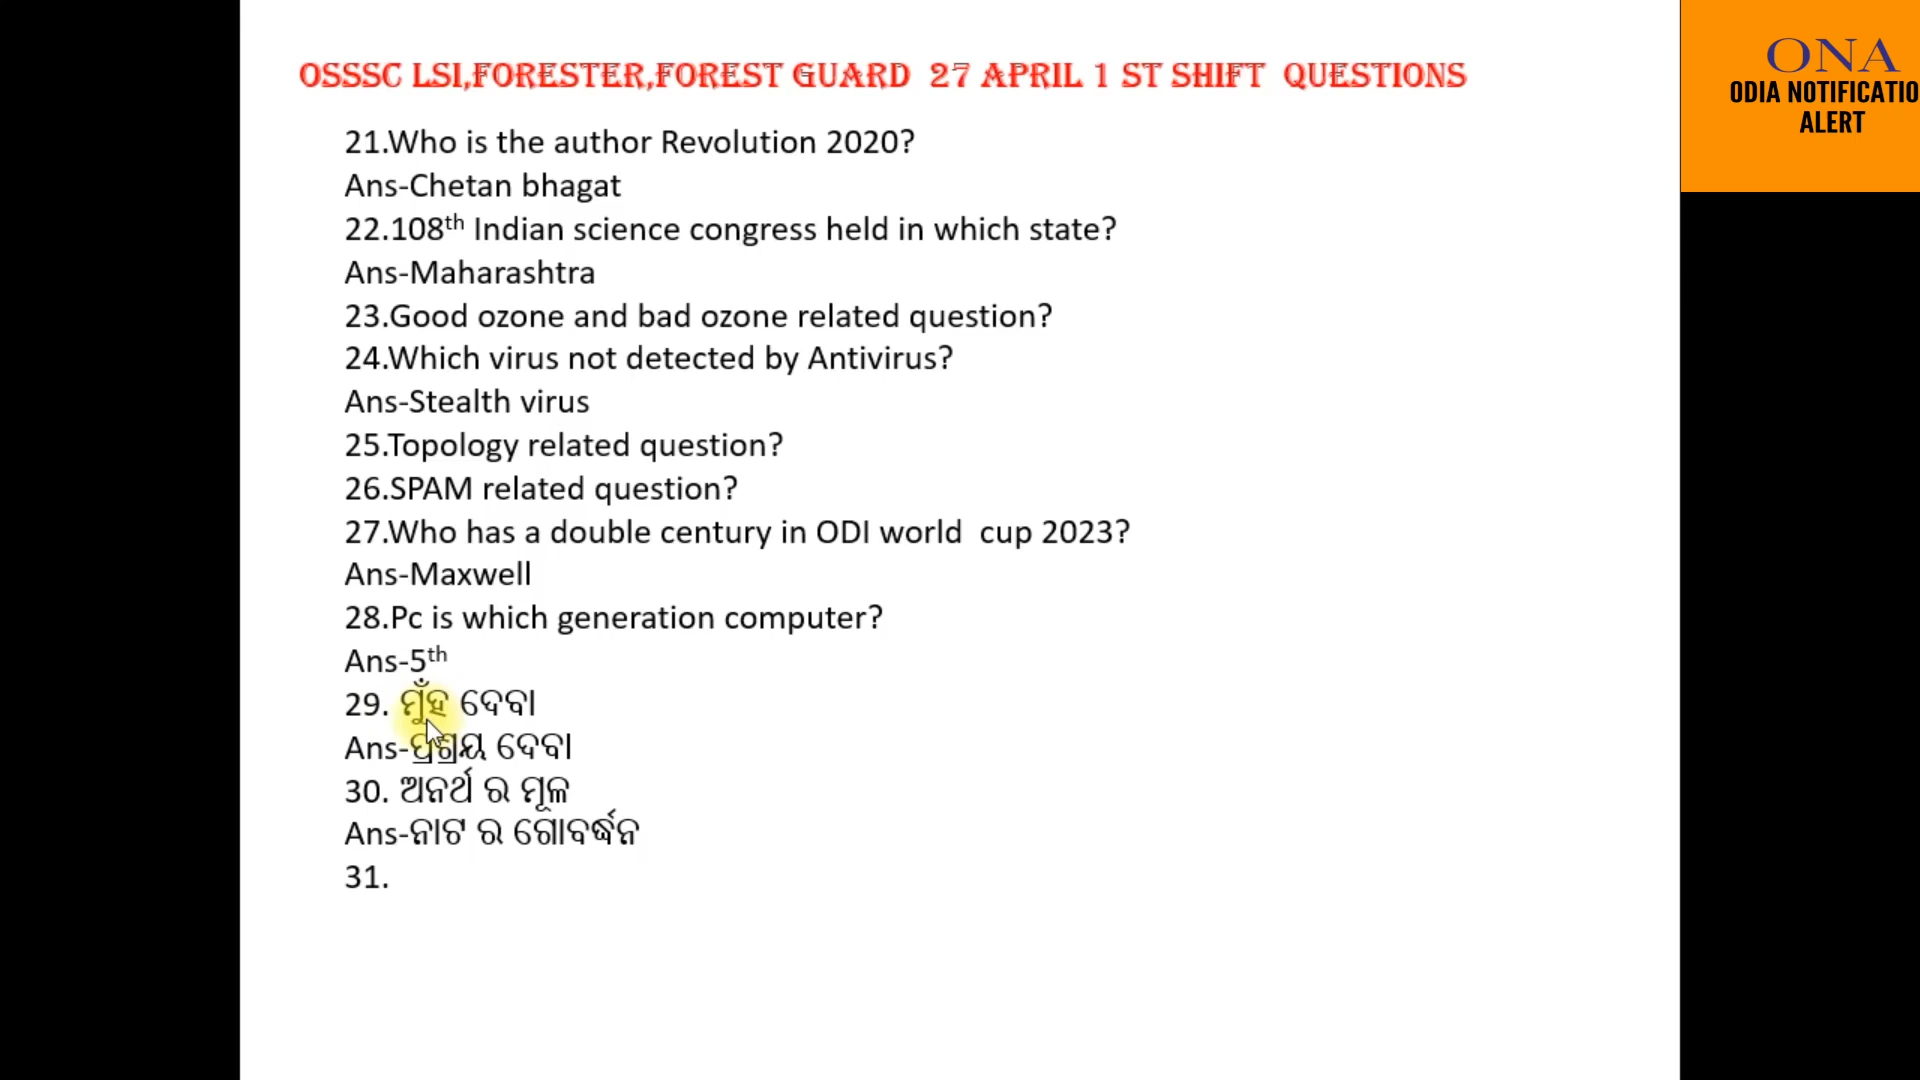 OSSSC LSI,FORESTER,FOREST GUARD 27 APRIL 1 ST SHIFT QUESTIONS
ONA
ODIA NOTIFICATIO
ALERT
21.Who is the author Revolution 2020?
Ans-Chetan bhagat
22.108th Indian science congress held in which state?
Ans-Maharashtra
23.Good ozone and bad ozone related question?
24.Which virus not detected by Antivirus?
Ans-Stealth virus
25.Topology related question?
26.SPAM related question?
27.Who has a double century in ODI world cup 2023?
Ans-Maxwell
28.Pc is which generation computer?
Ans-5th
29. ମୁଁହ ଦେବା
Ans-ପ୍ରଶ୍ରୟ ଦେବା
30. ଅନର୍ଥ ର ମୂଳ
Ans-ନାଟ ର ଗୋବର୍ଦ୍ଧନ
31.